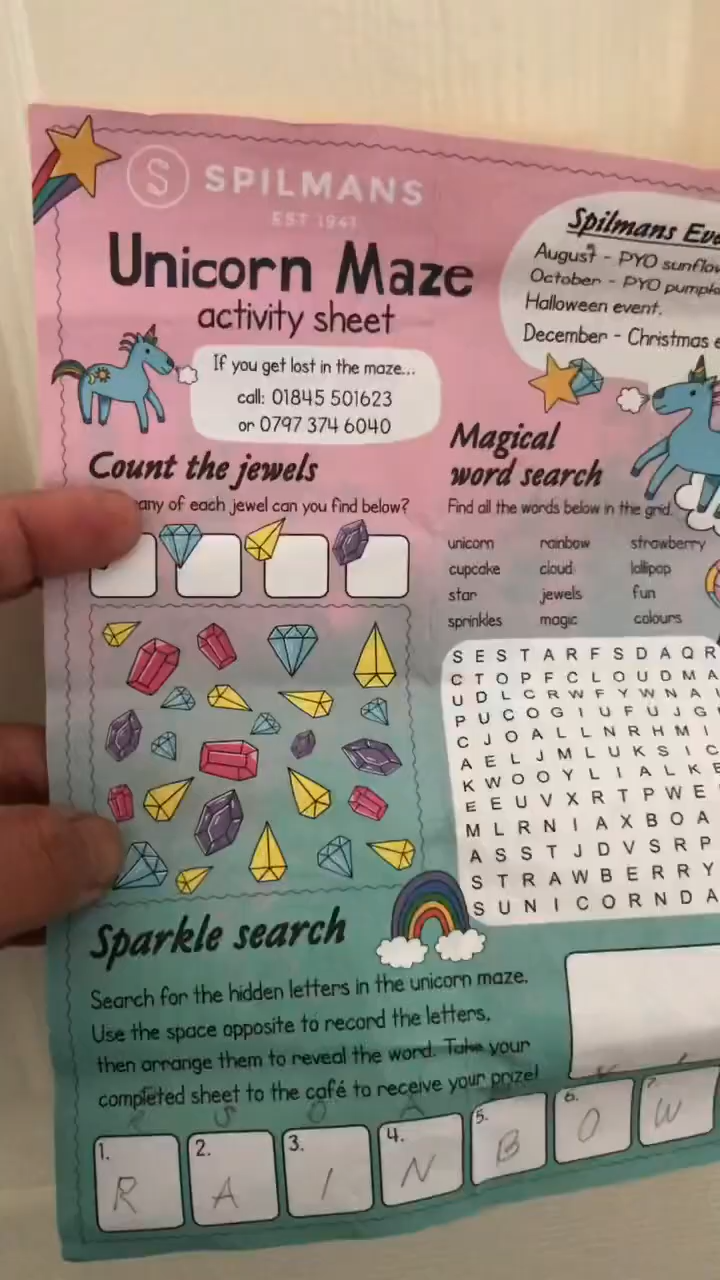 S SPILMANS
EST 1941
Unicorn Maze
activity sheet
If you get lost in the maze...
call: 01845 501623
or 0797 374 6040
Spilmans Eve
August - PYO sunflow
October - PYO pumpk
Halloween event.
December - Christmas e
Count the jewels
any of each jewel can you find below?
Magical
word search
Find all the words below in the grid.
unicorn rainbow strawberry
cupcake cloud lollipop
star jewels fun
sprinkles magic colours
S E S T A R F S D A Q R
C T O P F C L O U D M A
U D L C R W F Y W N A
P U C O G I U F U J G
C J O A L L N R H M I
A E L J M L U K S I C
K W O O Y L I A L K E
E E U V X R T P W E
M L R N I A X B O A
A S S T J D V S R P
S T R A W B E R R Y
S U N I C O R N D A
Sparkle search
Search for the hidden letters in the unicorn maze.
Use the space opposite to record the letters,
then arrange them to reveal the word. Take your
completed sheet to the café to receive your prize!
1. 2. 3. 4. 5. 6. 7.
R A I N B O W